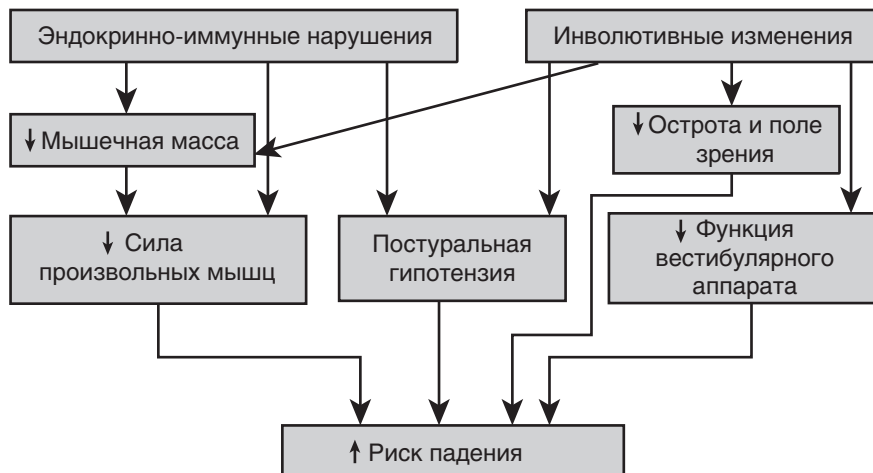 Эндокринно-иммунные нарушения
Инволютивные изменения
↓ Мышечная масса
↓ Острота и поле
зрения
↓ Сила
произвольных мышц
Постуральная
гипотензия
↓ Функция
вестибулярного
аппарата
↑ Риск падения